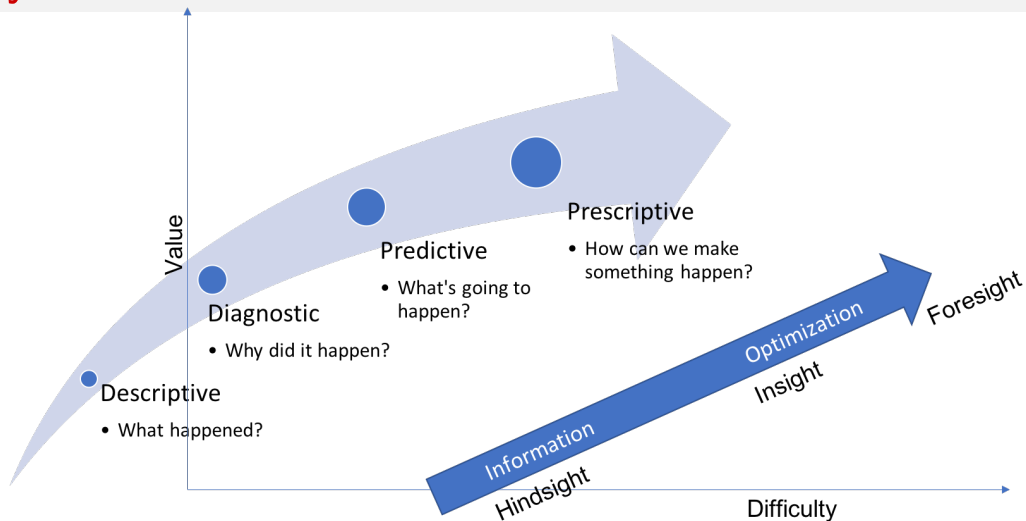 Value
Prescriptive
• How can we make
something happen?
Predictive
• What's going to
happen?
Diagnostic
• Why did it happen?
Descriptive
• What happened?
Information
Optimization
Hindsight
Insight
Foresight
Difficulty